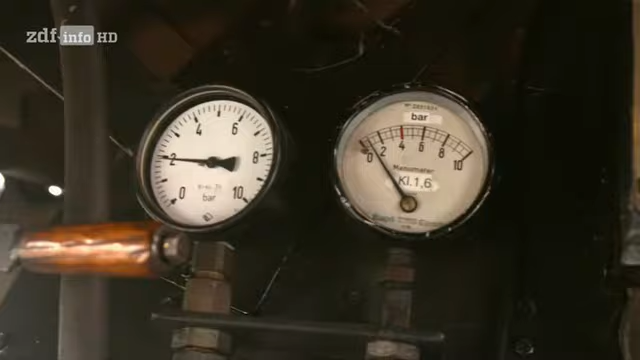 zdf info HD
4 6
2 8
0 10
bar
bar
0 2 4 6 8 10
Manometer
Kl.1,6